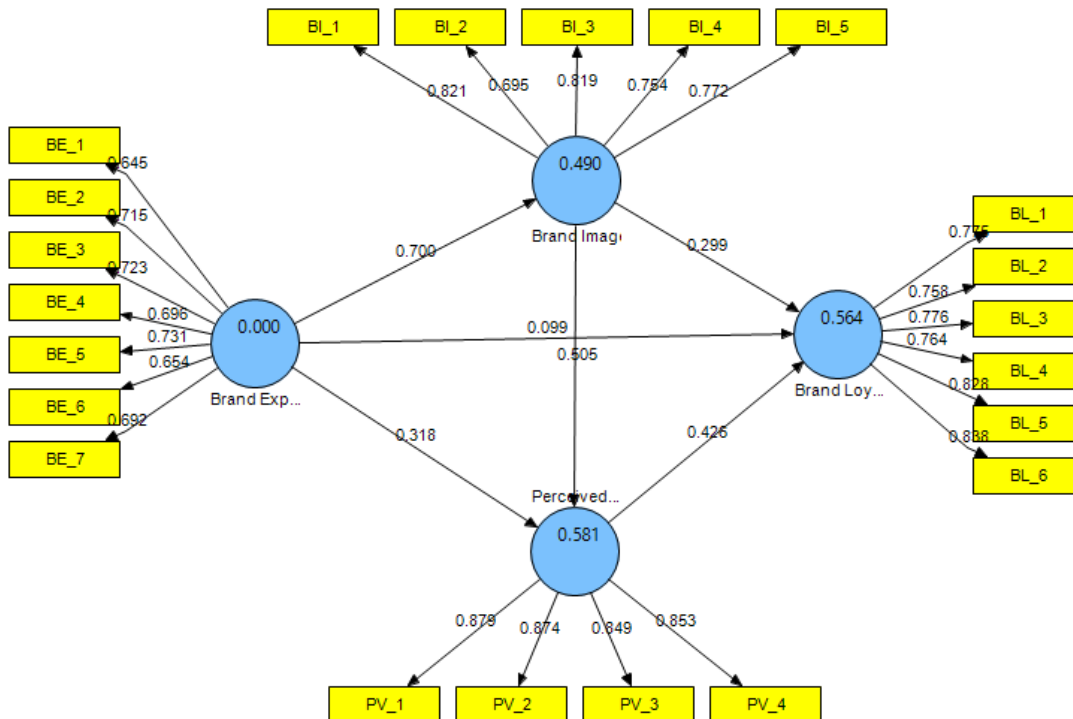 BI_1
BI_2
BI_3
BI_4
BI_5
0.821
0.695
0.819
0.754
0.772
BE_1
BE_2
BE_3
BE_4
BE_5
BE_6
BE_7
0.645
0.715
0.723
0.696
0.731
0.654
0.692
0.490
Brand Imag
0.700
0.299
0.000
Brand Exp...
0.099
0.505
0.318
0.426
0.564
Brand Loy...
BL_1
BL_2
BL_3
BL_4
BL_5
BL_6
0.775
0.758
0.776
0.764
0.828
0.838
Perceived...
0.581
0.879
0.874
0.849
0.853
PV_1
PV_2
PV_3
PV_4